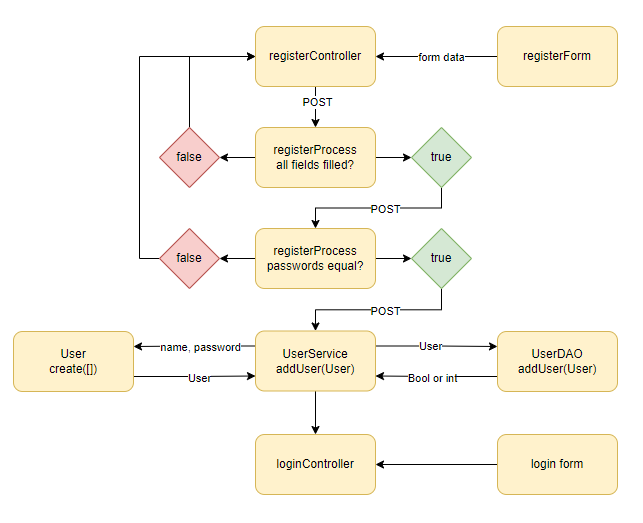 registerController
form data
registerForm
POST
false
registerProcess
all fields filled?
true
POST
false
registerProcess
passwords equal?
true
POST
User
create([])
name, password
User
UserService
addUser(User)
User
Bool or int
UserDAO
addUser(User)
loginController
login form